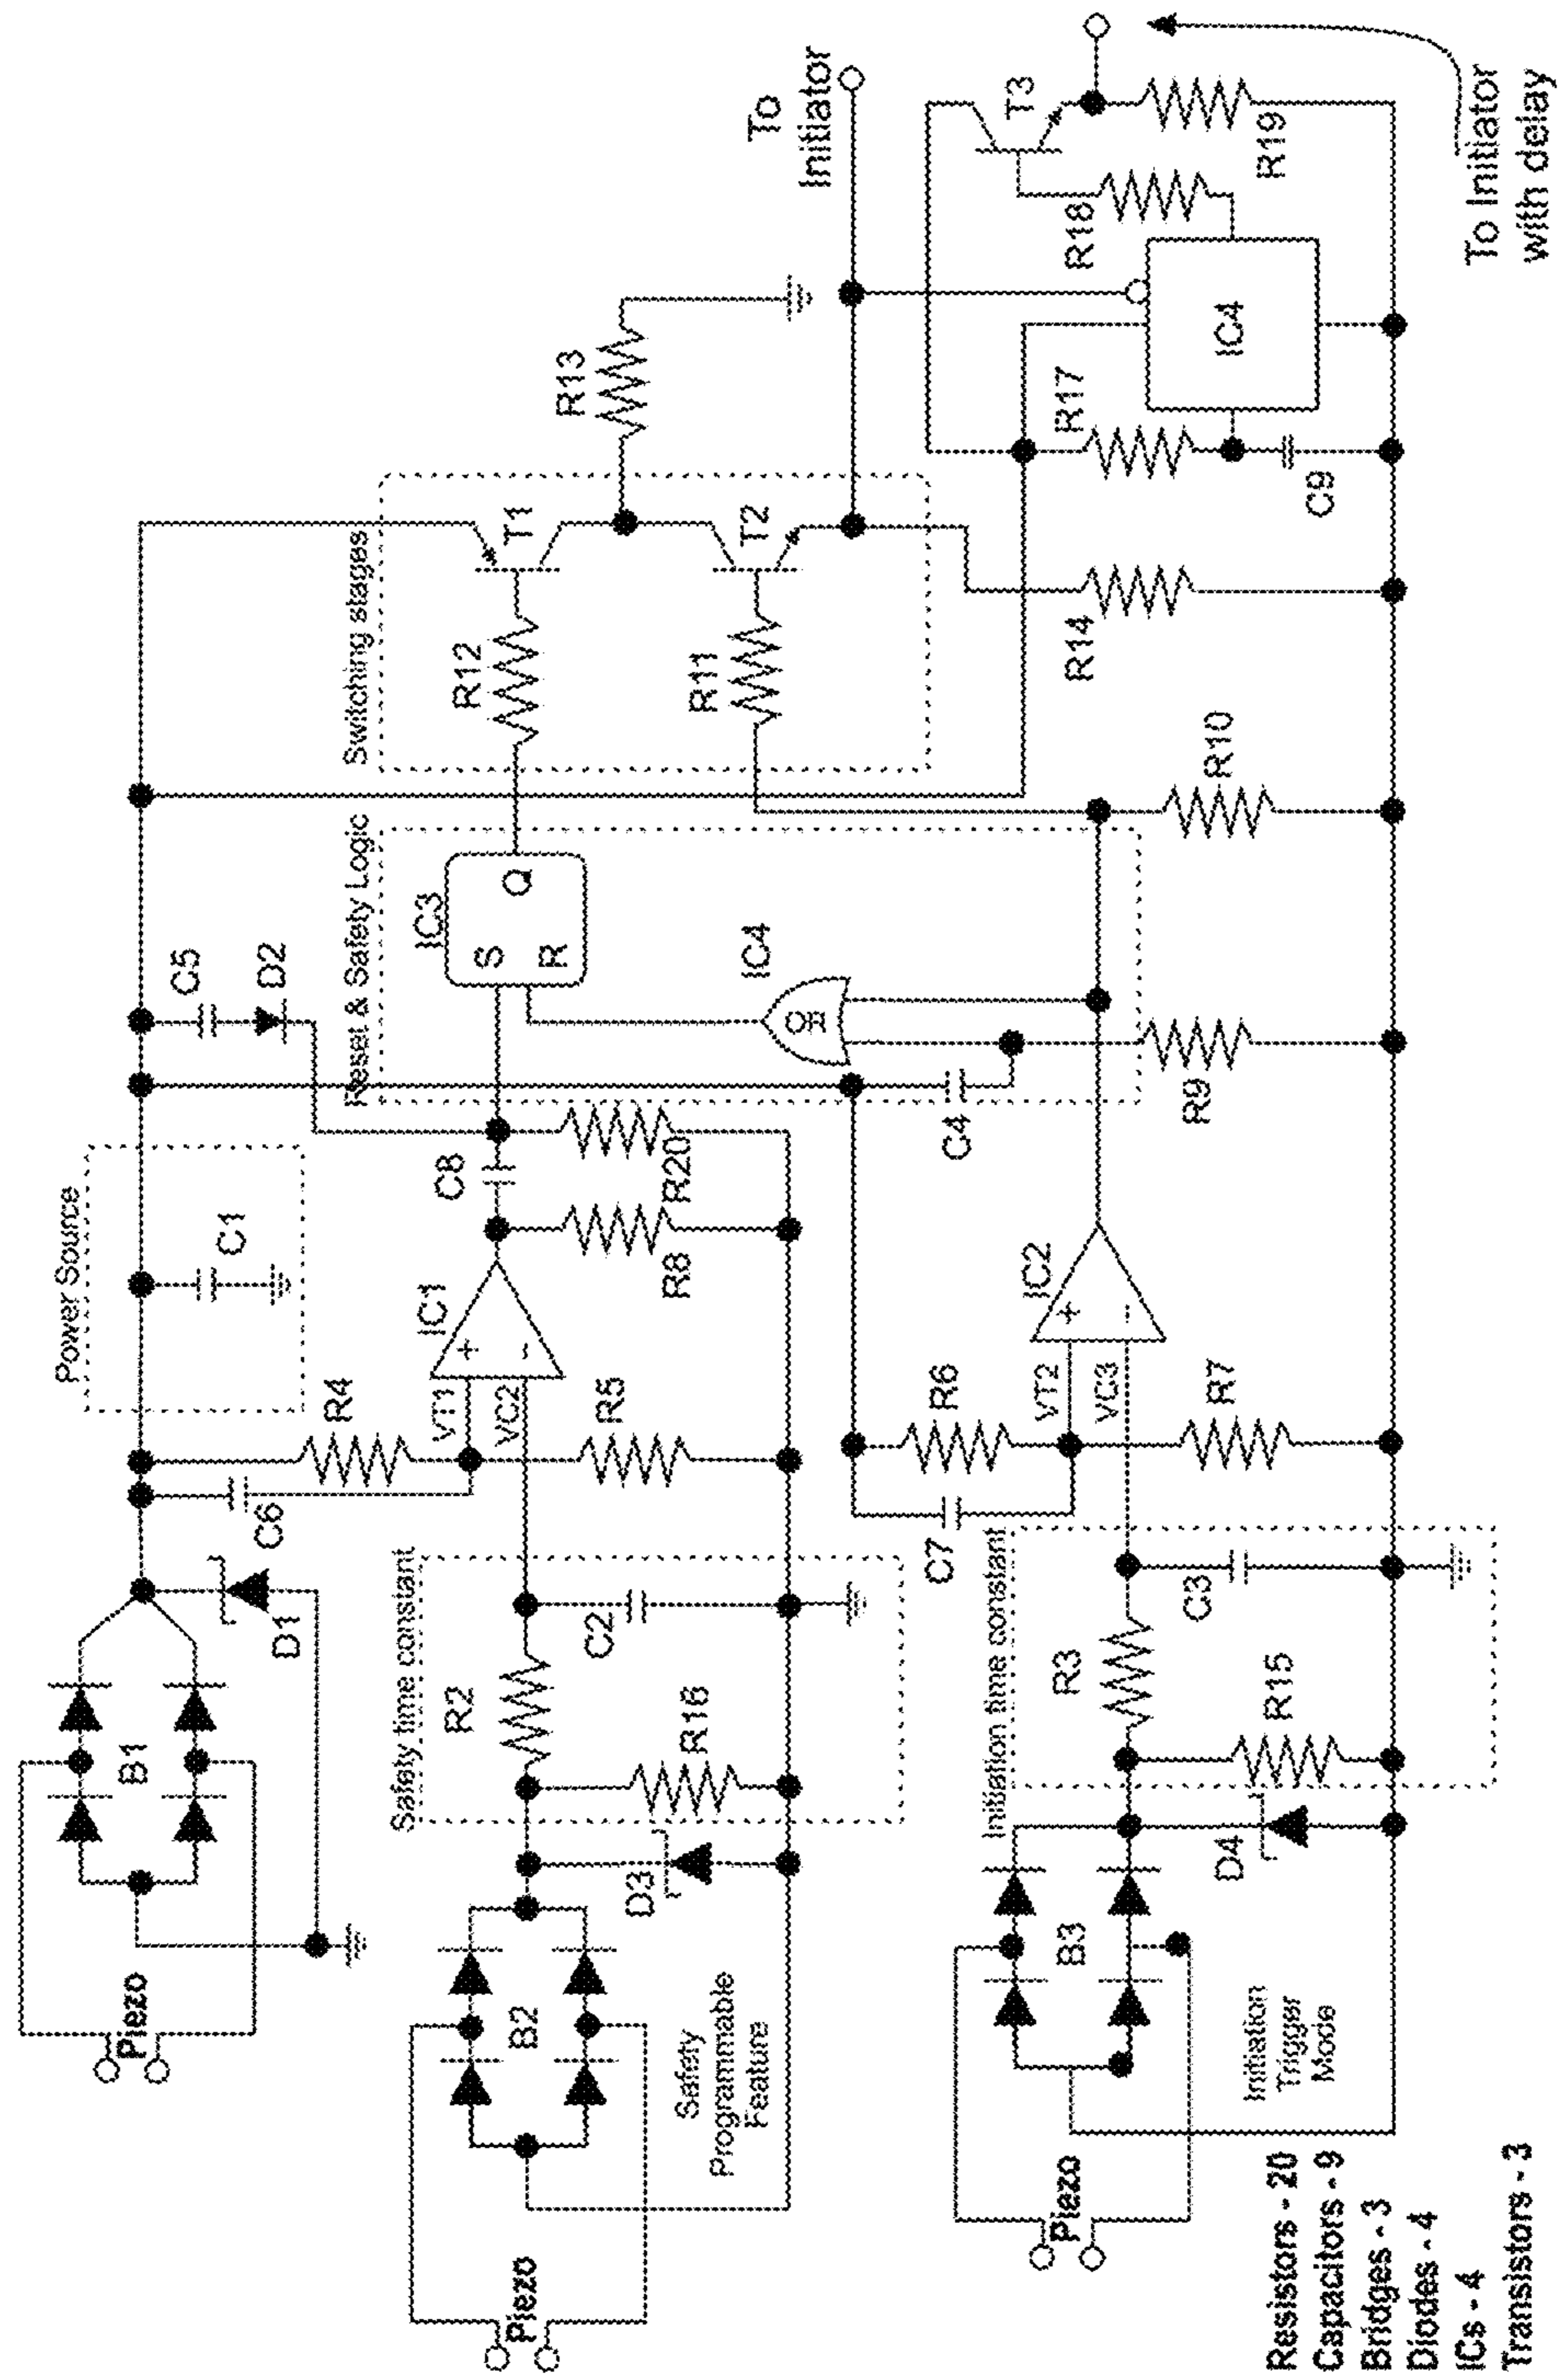 Piezo
B1
D1
Power Source
C1
C6
R4
C5
D2
Piezo
B2
Safety
Programmable
Feature
D3
Safety time constant
R2
R16
C2
VT1
VC2
R5
IC1
+
-
C8
R8
R20
Reset & Safety Logic
IC3
S
R
Q
IC4
OR
C4
R9
Switching stages
R12
R11
T1
T2
R13
To
Initiator
Piezo
B3
Initiation
Trigger
Mode
D4
Initiation time constant
R3
R15
C3
C7
R6
VT2
VC3
R7
IC2
+
-
R10
R14
R17
C9
IC4
R18
T3
R19
To Initiator
with delay
Resistors - 20
Capacitors - 9
Bridges - 3
Diodes - 4
ICs - 4
Transistors - 3